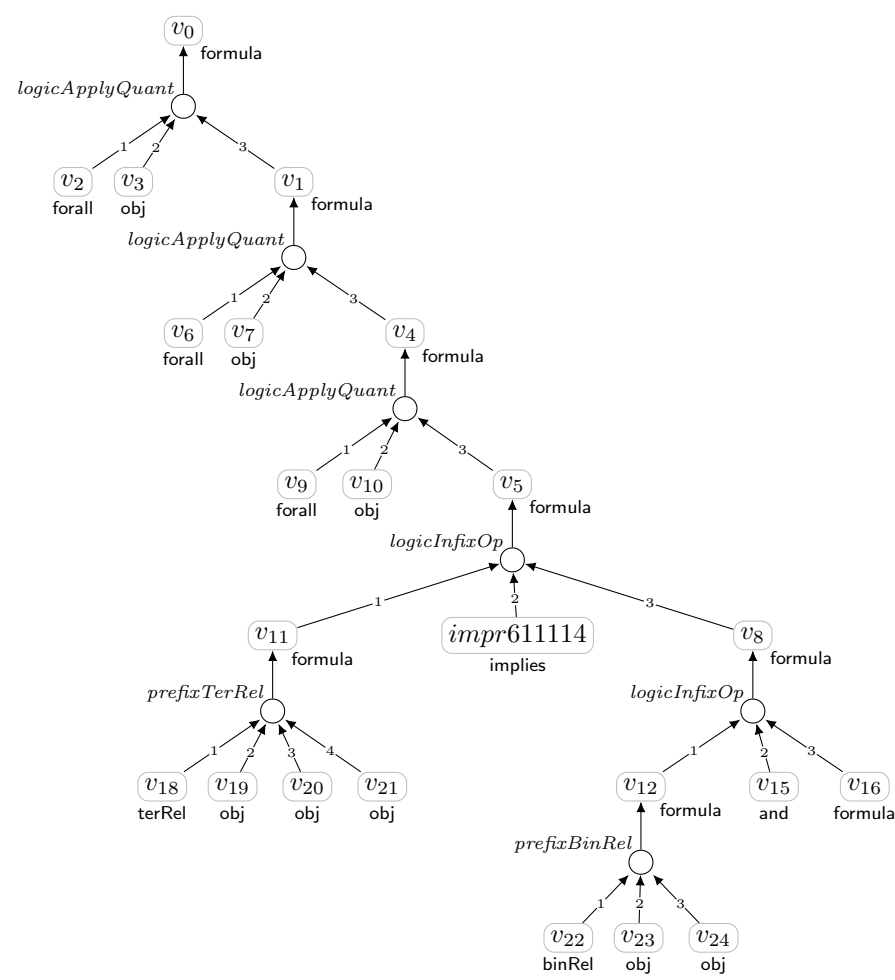 v0
formula
logicApplyQuant
1 2 3
v2 v3 v1
forall obj formula
logicApplyQuant
1 2 3
v6 v7 v4
forall obj formula
logicApplyQuant
1 2 3
v9 v10 v5
forall obj formula
logicInfixOp
1 2 3
v11 impr611114 v8
formula implies formula
prefixTerRel logicInfixOp
1 2 3 4 1 2 3
v18 v19 v20 v21 v12 v15 v16
terRel obj obj obj formula and formula
prefixBinRel
1 2 3
v22 v23 v24
binRel obj obj